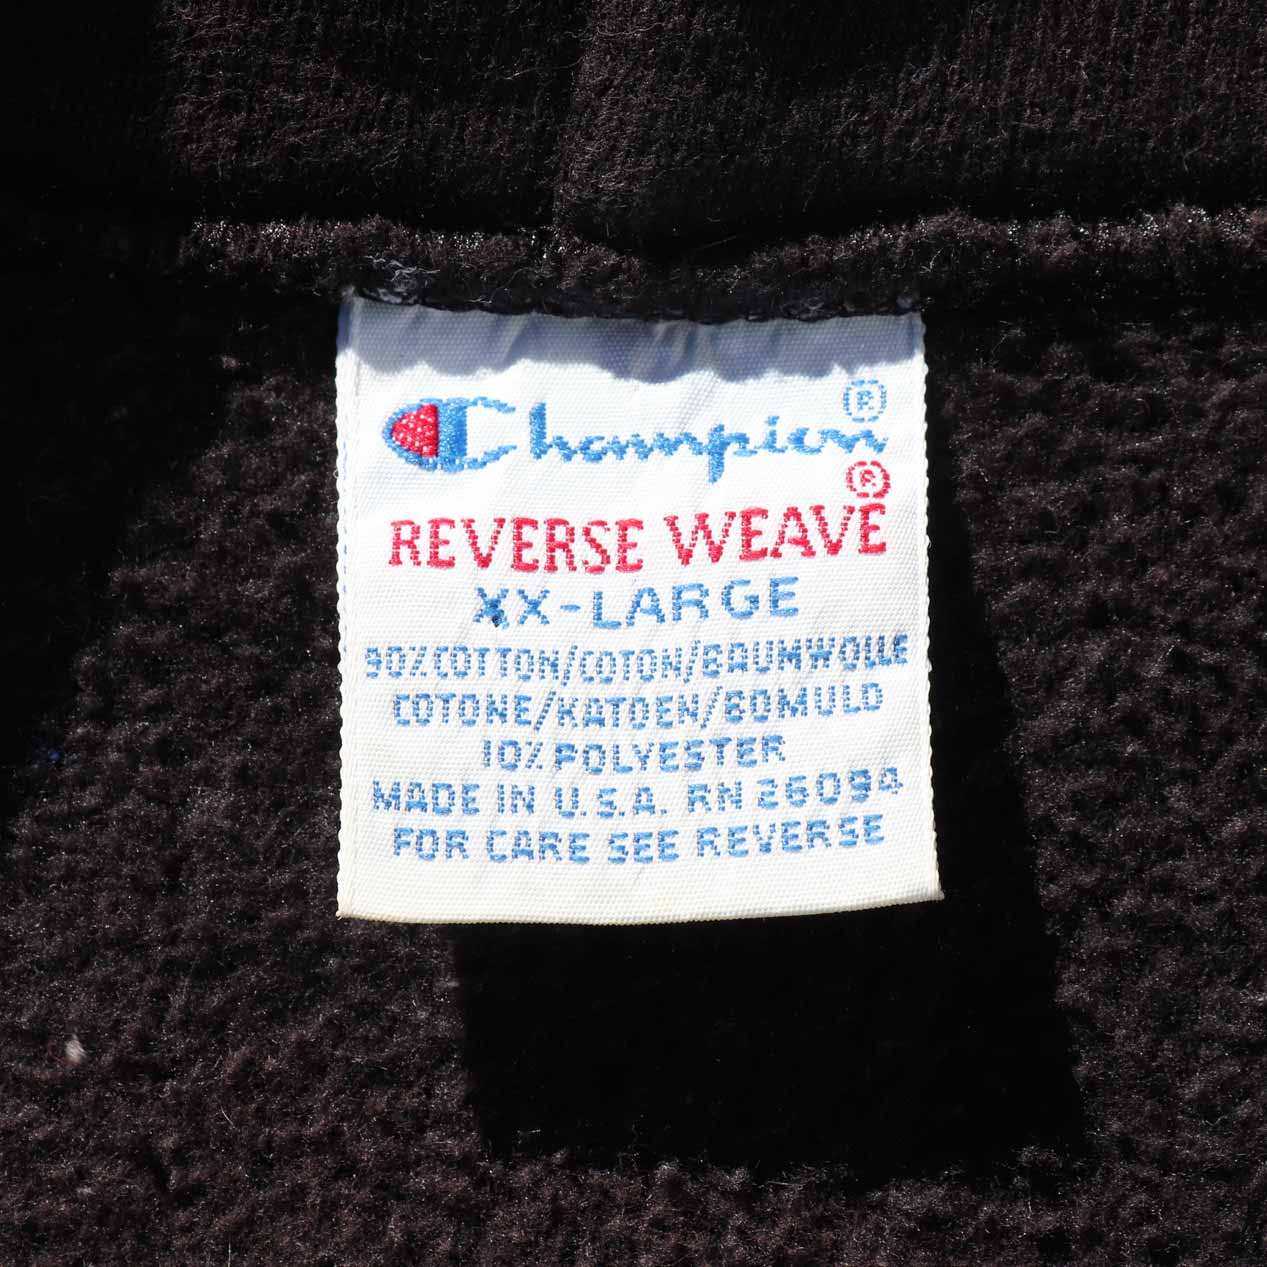 Champion®
REVERSE WEAVE®
XX-LARGE
90% COTTON/COTON/BAUMWOLLE
COTONE/KATOEN/BOMULD
10% POLYESTER
MADE IN U.S.A. RN 26094
FOR CARE SEE REVERSE